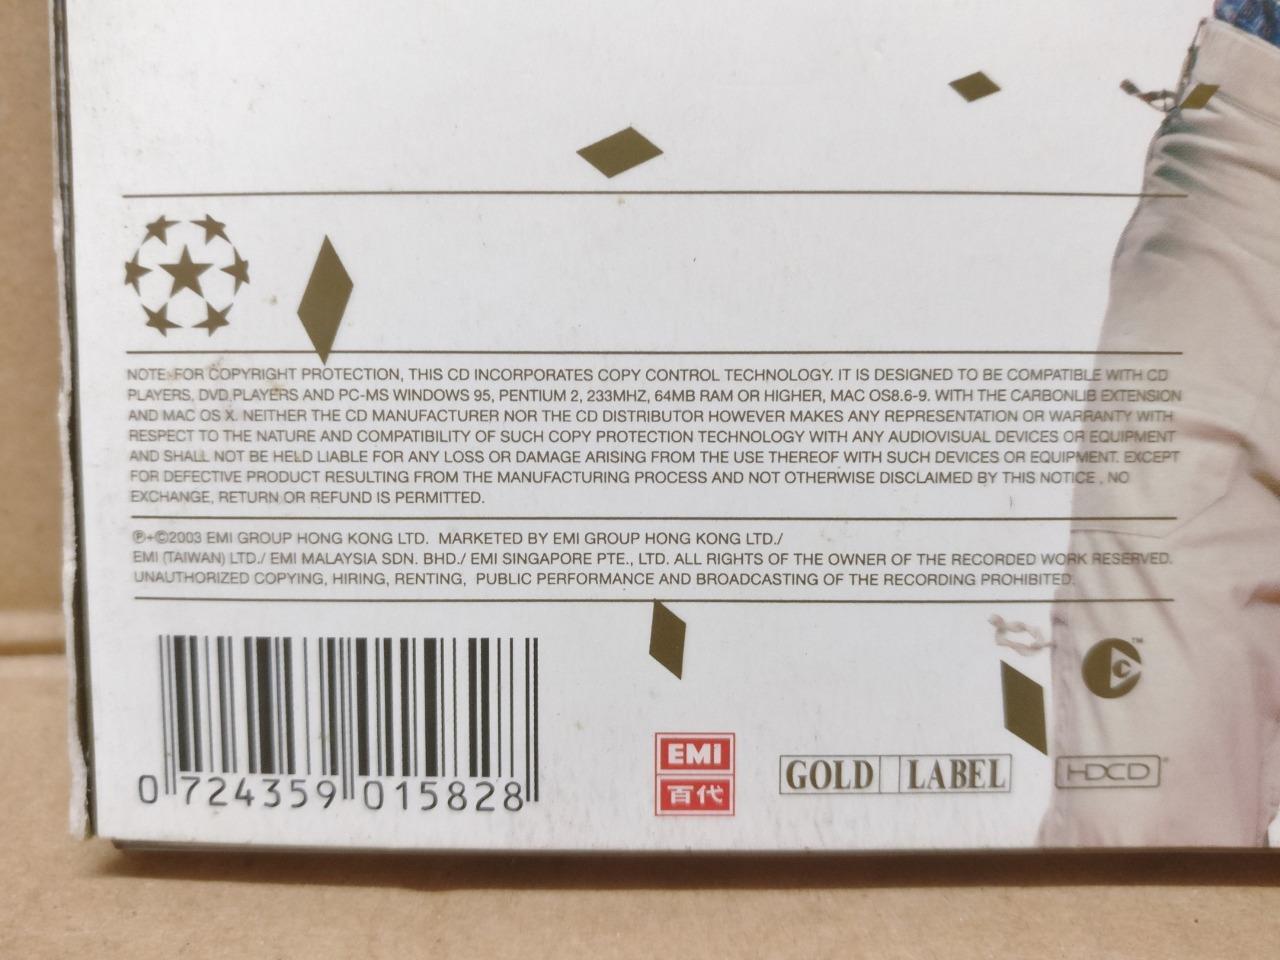 NOTE: FOR COPYRIGHT PROTECTION, THIS CD INCORPORATES COPY CONTROL TECHNOLOGY. IT IS DESIGNED TO BE COMPATIBLE WITH CD
PLAYERS, DVD PLAYERS AND PC-MS WINDOWS 95, PENTIUM 2, 233MHZ, 64MB RAM OR HIGHER, MAC OS8.6-9. WITH THE CARBONLIB EXTENSION
AND MAC OS X. NEITHER THE CD MANUFACTURER NOR THE CD DISTRIBUTOR HOWEVER MAKES ANY REPRESENTATION OR WARRANTY WITH
RESPECT TO THE NATURE AND COMPATIBILITY OF SUCH COPY PROTECTION TECHNOLOGY WITH ANY AUDIOVISUAL DEVICES OR EQUIPMENT
AND SHALL NOT BE HELD LIABLE FOR ANY LOSS OR DAMAGE ARISING FROM THE USE THEREOF WITH SUCH DEVICES OR EQUIPMENT. EXCEPT
FOR DEFECTIVE PRODUCT RESULTING FROM THE MANUFACTURING PROCESS AND NOT OTHERWISE DISCLAIMED BY THIS NOTICE , NO
EXCHANGE, RETURN OR REFUND IS PERMITTED.
℗+©2003 EMI GROUP HONG KONG LTD. MARKETED BY EMI GROUP HONG KONG LTD./
EMI (TAIWAN) LTD./ EMI MALAYSIA SDN. BHD./ EMI SINGAPORE PTE., LTD. ALL RIGHTS OF THE OWNER OF THE RECORDED WORK RESERVED.
UNAUTHORIZED COPYING, HIRING, RENTING, PUBLIC PERFORMANCE AND BROADCASTING OF THE RECORDING PROHIBITED.
0 724359 015828
EMI
百代
GOLD LABEL
C ™
HDCD®